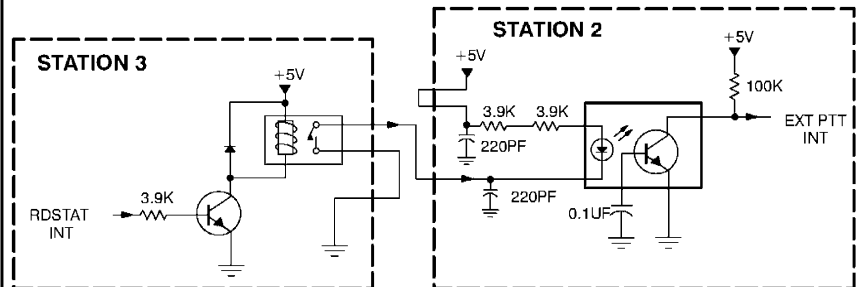 STATION 3
+5V
3.9K
RDSTAT
INT
STATION 2
+5V
3.9K
3.9K
220PF
220PF
0.1UF
+5V
100K
EXT PTT
INT